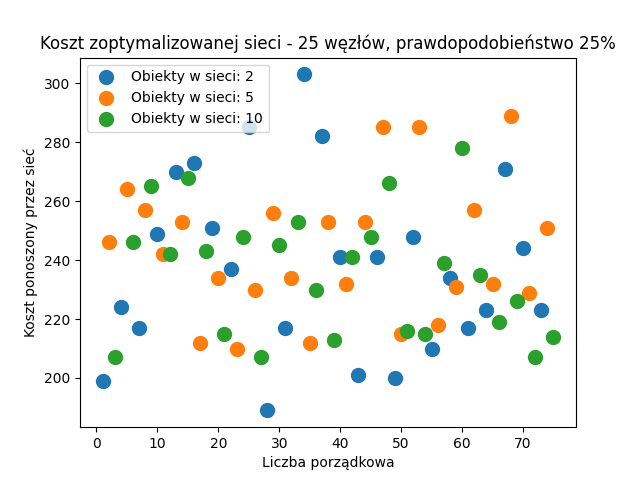 Koszt zoptymalizowanej sieci - 25 węzłów, prawdopodobieństwo 25%
Obiekty w sieci: 2
Obiekty w sieci: 5
Obiekty w sieci: 10
Koszt ponoszony przez sieć
300
280
260
240
220
200
0 10 20 30 40 50 60 70
Liczba porządkowa